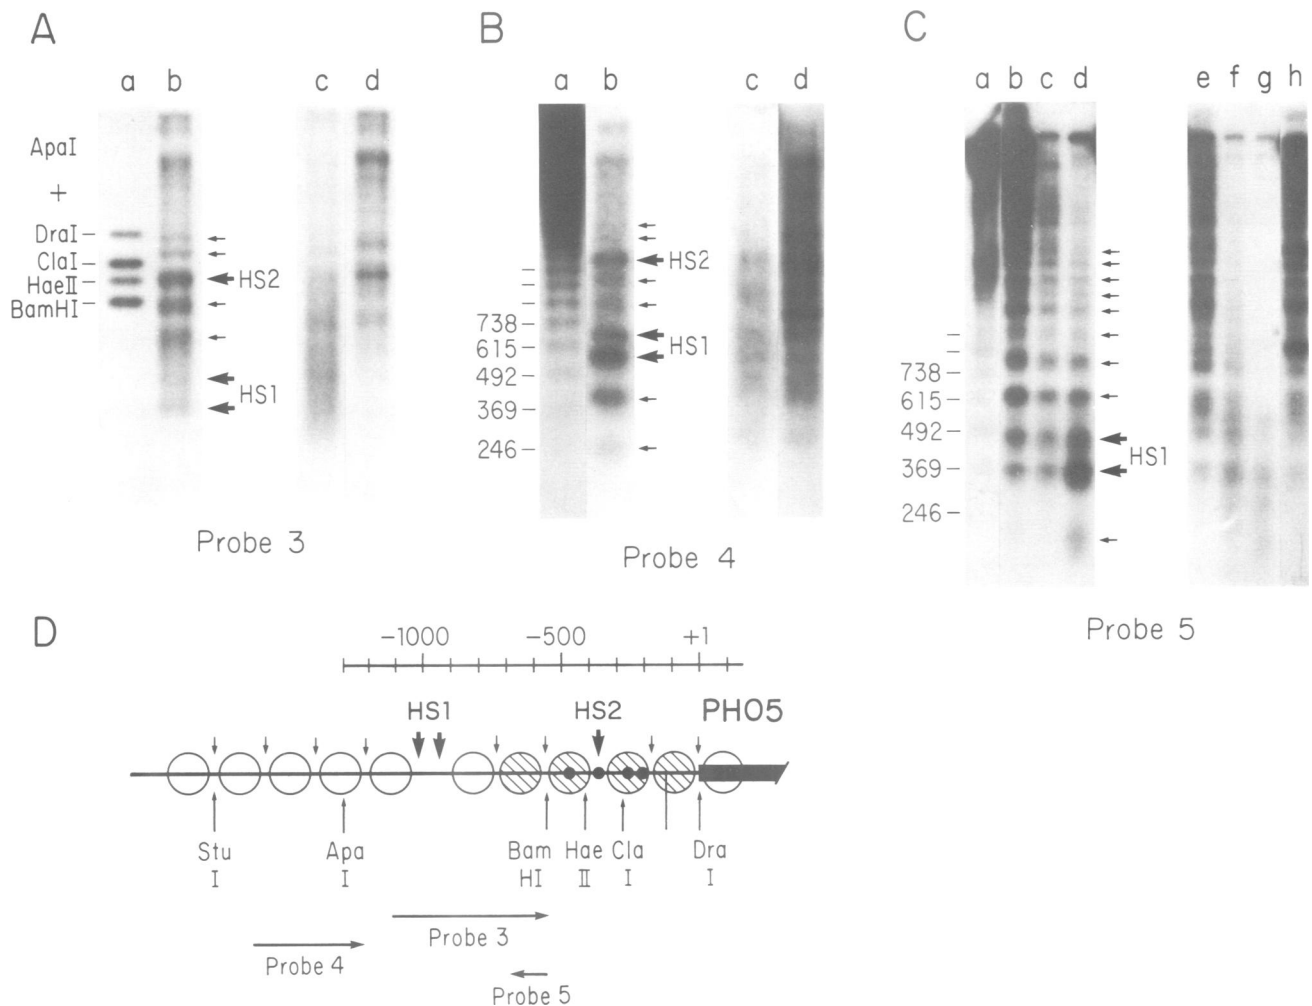 A
a b c d
ApaI
+
DraI
ClaI
HaeII
BamHI
HS2
HS1
Probe 3
B
a b c d
HS2
HS1
738
615
492
369
246
Probe 4
C
a b c d e f g h
738
615
492
369
246
HS1
Probe 5
D
-1000 -500 +1
HS1 HS2 PHO5
Stu Apa Bam Hae Cla Dra
I I HI II I I
Probe 3
Probe 4
Probe 5